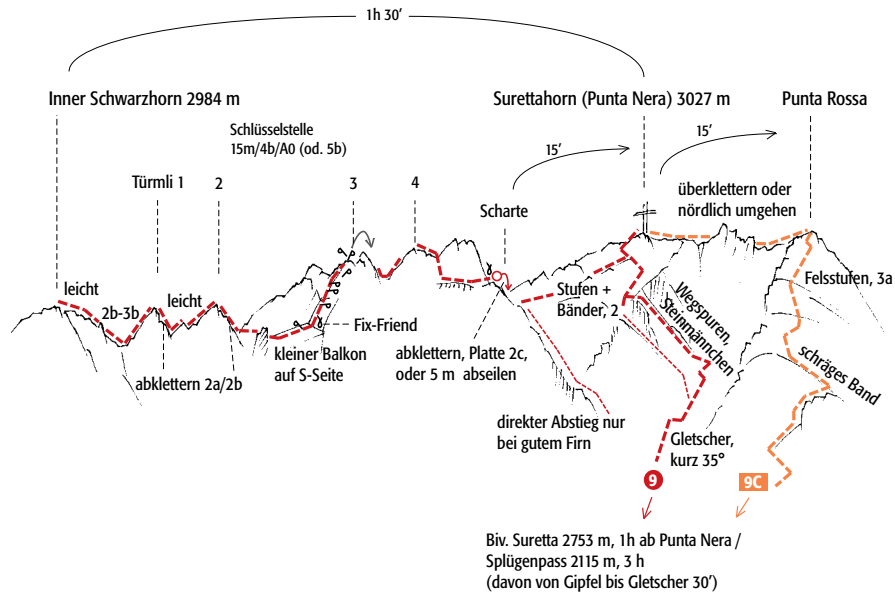 1h 30’
Inner Schwarzhorn 2984 m
Surettahorn (Punta Nera) 3027 m
Punta Rossa
Schlüsselstelle
15m/4b/A0 (od. 5b)
15’
15’
Türmli 1
2
3
4
Scharte
überklettern oder
nördlich umgehen
leicht
2b-3b
leicht
Stufen +
Bänder, 2
Wegspuren,
Steinmännchen
Felsstufen, 3a
Fix-Friend
kleiner Balkon
auf S-Seite
abklettern, Platte 2c,
oder 5 m abseilen
abklettern 2a/2b
schräges Band
direkter Abstieg nur
bei gutem Firn
Gletscher,
kurz 35°
9
9C
Biv. Suretta 2753 m, 1h ab Punta Nera /
Splügenpass 2115 m, 3 h
(davon von Gipfel bis Gletscher 30’)